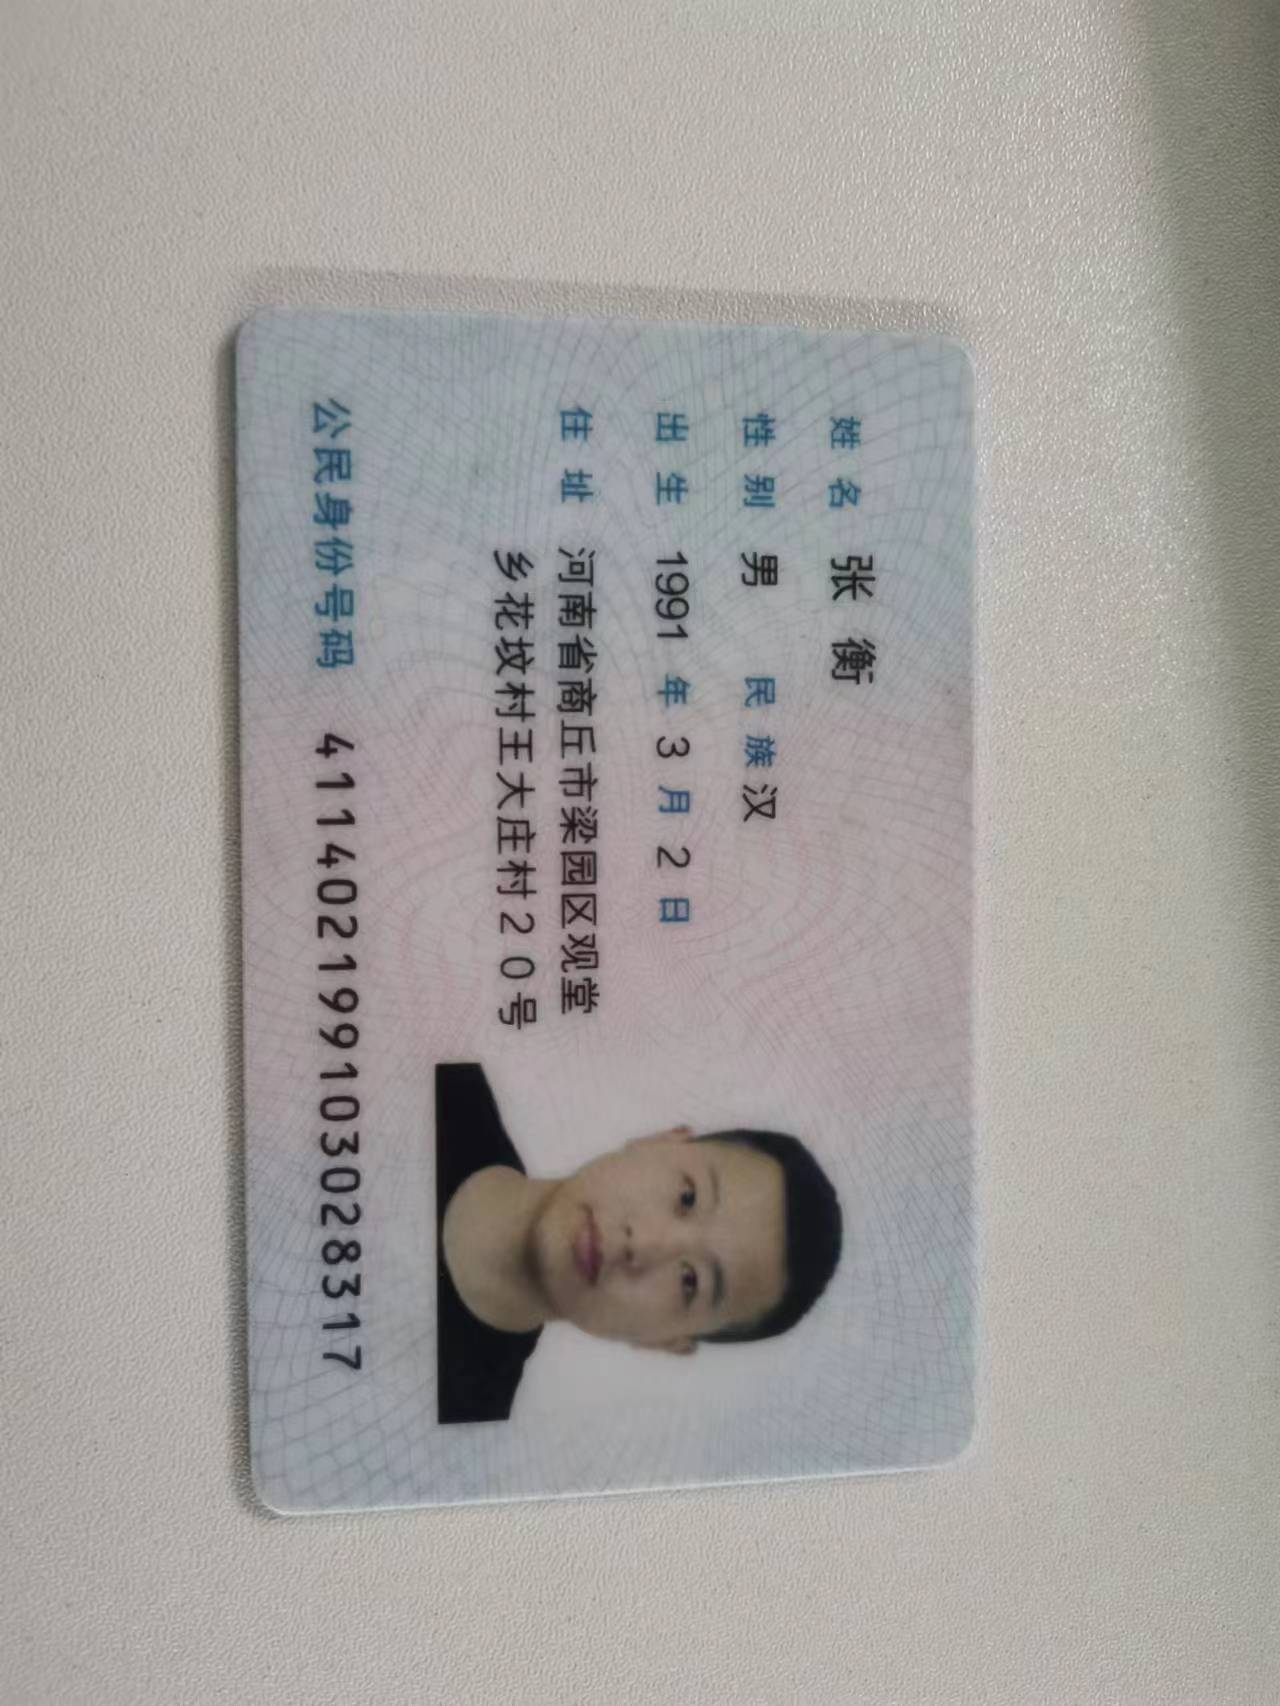 姓名 张衡
性别 男 民族 汉
出生 1991 年 3 月 2 日
住址 河南省商丘市梁园区观堂
乡花坟村王大庄村20号
公民身份号码 411402199103028317